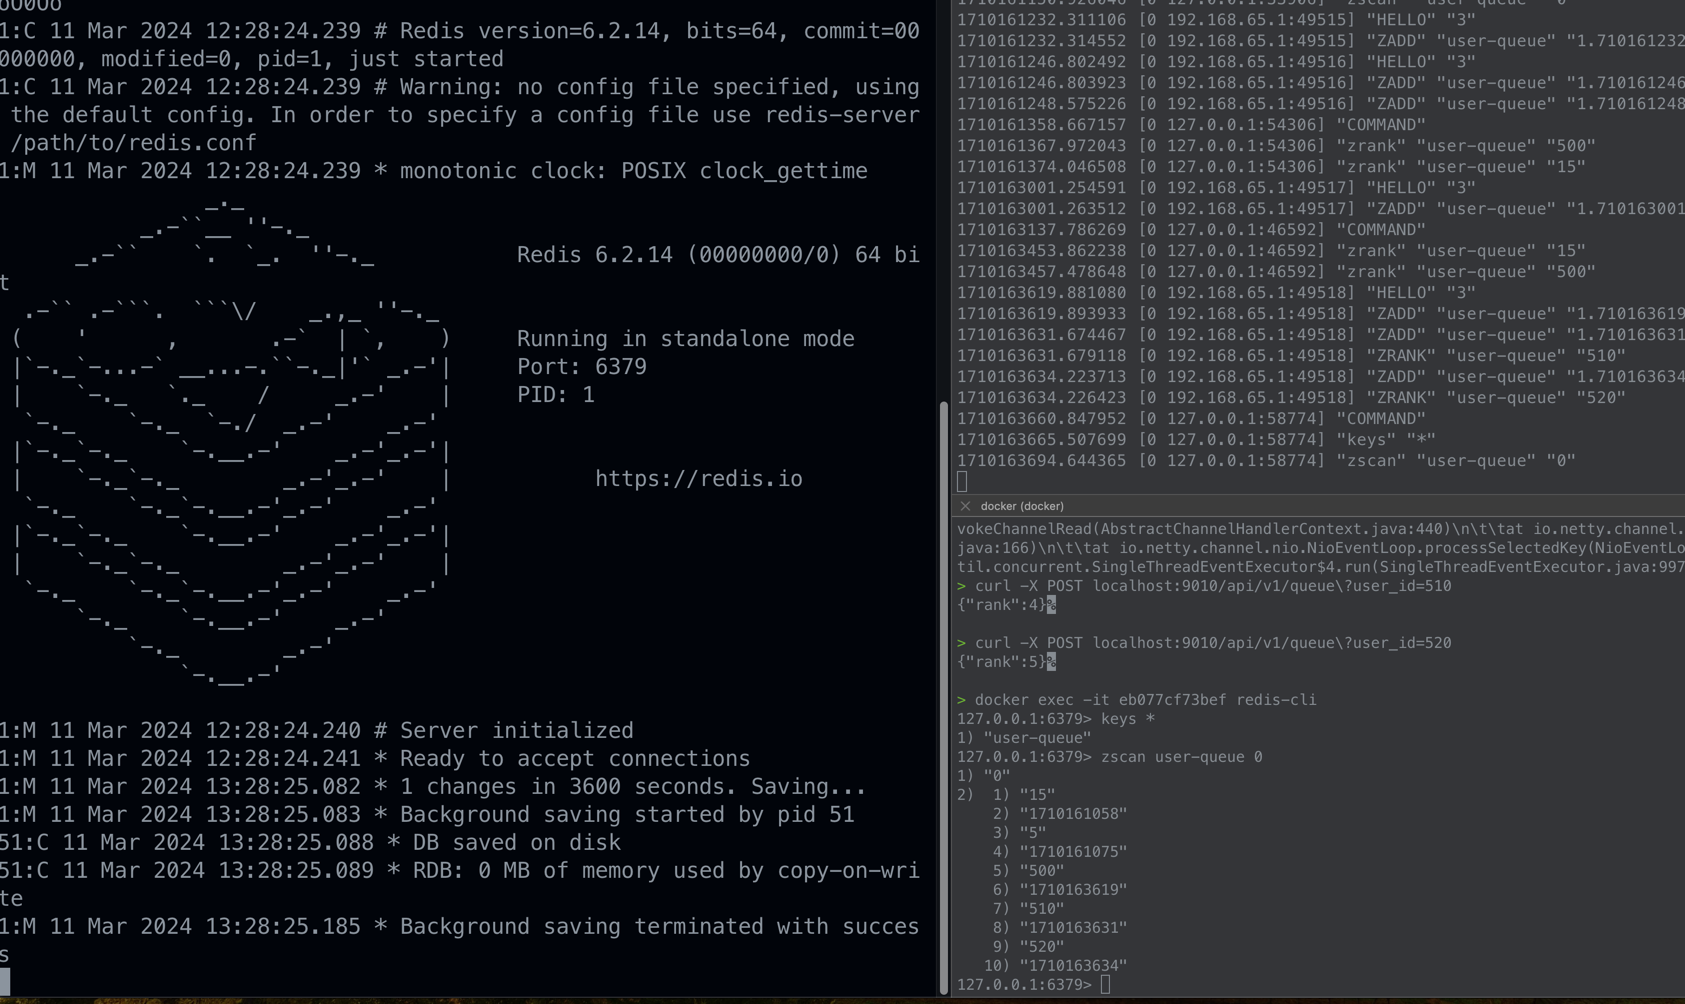 oO0Oo
1:C 11 Mar 2024 12:28:24.239 # Redis version=6.2.14, bits=64, commit=00
000000, modified=0, pid=1, just started
1:C 11 Mar 2024 12:28:24.239 # Warning: no config file specified, using
the default config. In order to specify a config file use redis-server
/path/to/redis.conf
1:M 11 Mar 2024 12:28:24.239 * monotonic clock: POSIX clock_gettime
Redis 6.2.14 (00000000/0) 64 bi
t
Running in standalone mode
Port: 6379
PID: 1
https://redis.io
1:M 11 Mar 2024 12:28:24.240 # Server initialized
1:M 11 Mar 2024 12:28:24.241 * Ready to accept connections
1:M 11 Mar 2024 13:28:25.082 * 1 changes in 3600 seconds. Saving...
1:M 11 Mar 2024 13:28:25.083 * Background saving started by pid 51
51:C 11 Mar 2024 13:28:25.088 * DB saved on disk
51:C 11 Mar 2024 13:28:25.089 * RDB: 0 MB of memory used by copy-on-wri
te
1:M 11 Mar 2024 13:28:25.185 * Background saving terminated with succes
s
1710161232.311106 [0 192.168.65.1:49515] "HELLO" "3"
1710161232.314552 [0 192.168.65.1:49515] "ZADD" "user-queue" "1.710161232
1710161246.802492 [0 192.168.65.1:49516] "HELLO" "3"
1710161246.803923 [0 192.168.65.1:49516] "ZADD" "user-queue" "1.710161246
1710161248.575226 [0 192.168.65.1:49516] "ZADD" "user-queue" "1.710161248
1710161358.667157 [0 127.0.0.1:54306] "COMMAND"
1710161367.972043 [0 127.0.0.1:54306] "zrank" "user-queue" "500"
1710161374.046508 [0 127.0.0.1:54306] "zrank" "user-queue" "15"
1710163001.254591 [0 192.168.65.1:49517] "HELLO" "3"
1710163001.263512 [0 192.168.65.1:49517] "ZADD" "user-queue" "1.710163001
1710163137.786269 [0 127.0.0.1:46592] "COMMAND"
1710163453.862238 [0 127.0.0.1:46592] "zrank" "user-queue" "15"
1710163457.478648 [0 127.0.0.1:46592] "zrank" "user-queue" "500"
1710163619.881080 [0 192.168.65.1:49518] "HELLO" "3"
1710163619.893933 [0 192.168.65.1:49518] "ZADD" "user-queue" "1.710163619
1710163631.674467 [0 192.168.65.1:49518] "ZADD" "user-queue" "1.710163631
1710163631.679118 [0 192.168.65.1:49518] "ZRANK" "user-queue" "510"
1710163634.223713 [0 192.168.65.1:49518] "ZADD" "user-queue" "1.710163634
1710163634.226423 [0 192.168.65.1:49518] "ZRANK" "user-queue" "520"
1710163660.847952 [0 127.0.0.1:58774] "COMMAND"
1710163665.507699 [0 127.0.0.1:58774] "keys" "*"
1710163694.644365 [0 127.0.0.1:58774] "zscan" "user-queue" "0"
docker (docker)
vokeChannelRead(AbstractChannelHandlerContext.java:440)\n\t\tat io.netty.channel.
java:166)\n\t\tat io.netty.channel.nio.NioEventLoop.processSelectedKey(NioEventLo
til.concurrent.SingleThreadEventExecutor$4.run(SingleThreadEventExecutor.java:997
> curl -X POST localhost:9010/api/v1/queue\?user_id=510
{"rank":4}%
> curl -X POST localhost:9010/api/v1/queue\?user_id=520
{"rank":5}%
> docker exec -it eb077cf73bef redis-cli
127.0.0.1:6379> keys *
1) "user-queue"
127.0.0.1:6379> zscan user-queue 0
1) "0"
2)  1) "15"
2) "1710161058"
3) "5"
4) "1710161075"
5) "500"
6) "1710163619"
7) "510"
8) "1710163631"
9) "520"
10) "1710163634"
127.0.0.1:6379>